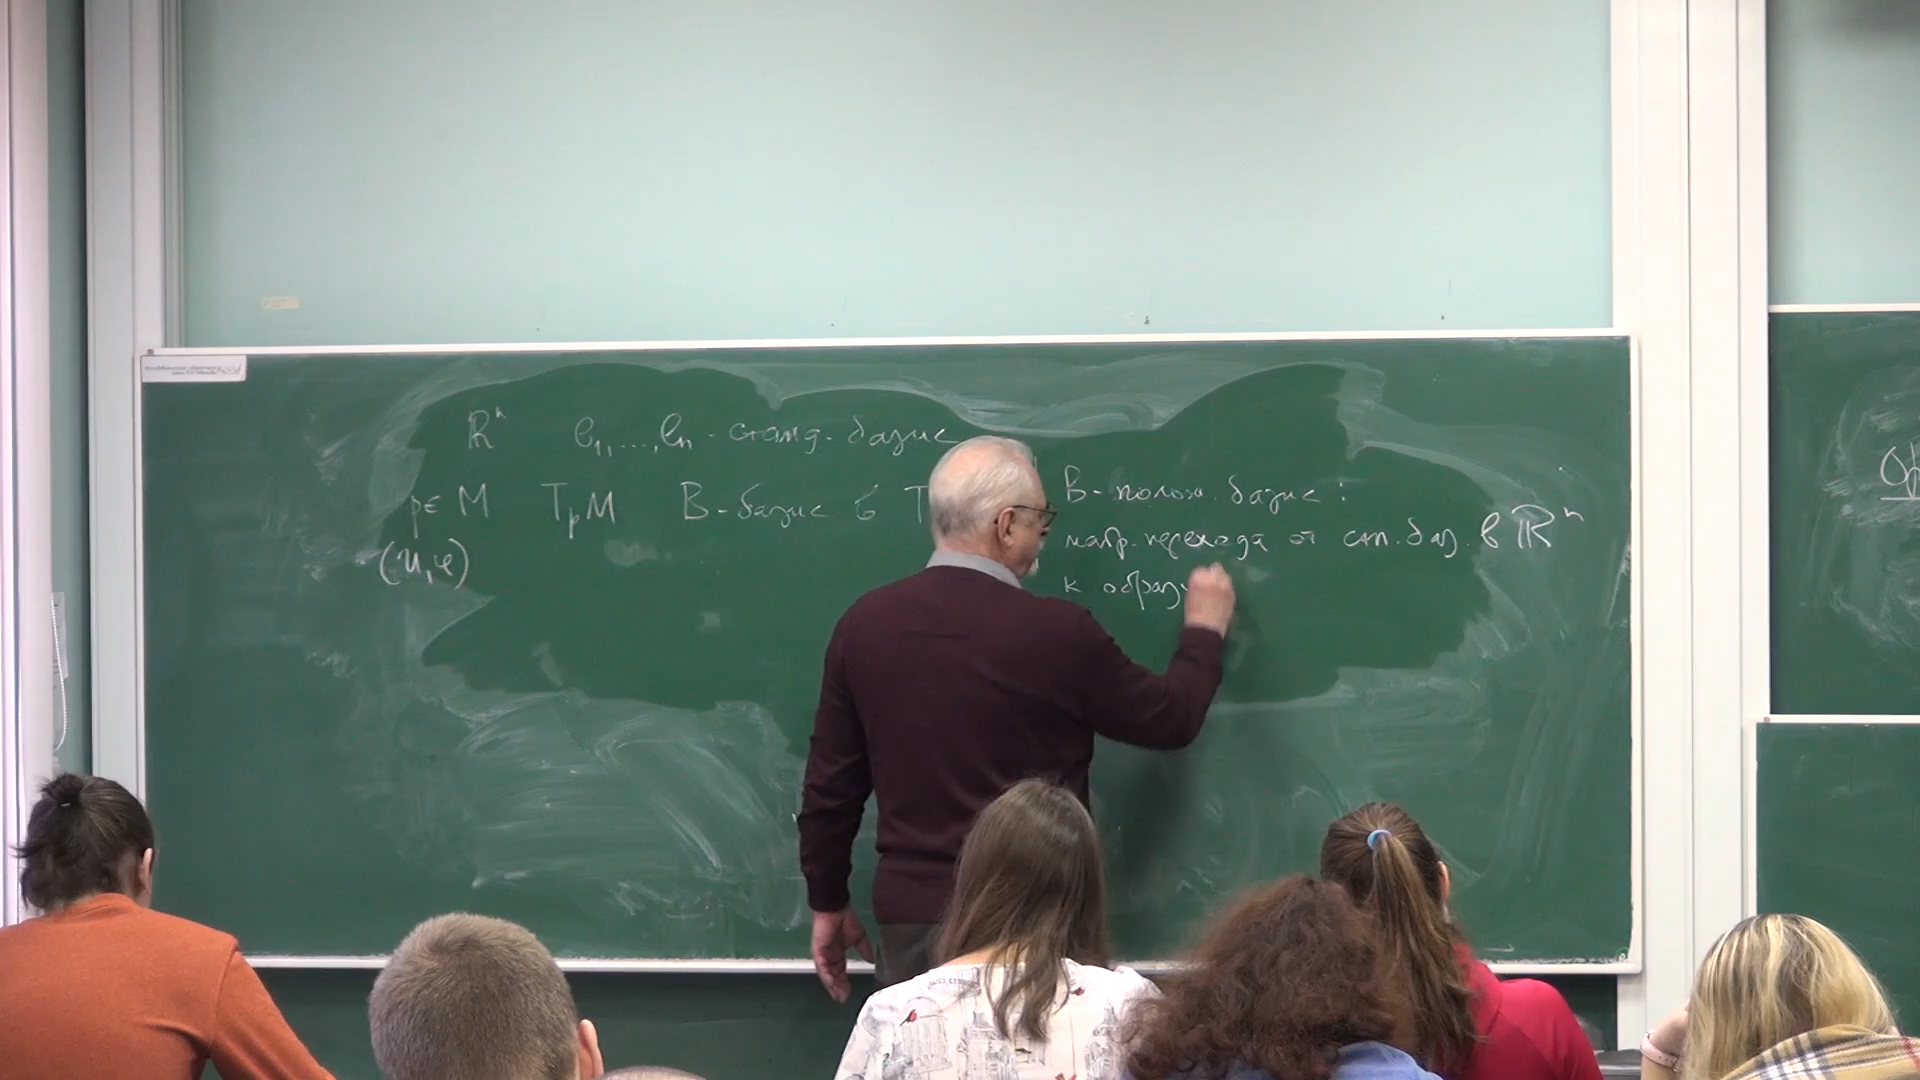 ℝⁿ e₁,...,eₙ - станд. базис
p∈M TₚM B-базис в T
(U,φ)
B - полож. базис:
матр. перехода от ст. баз. в ℝⁿ
к образу